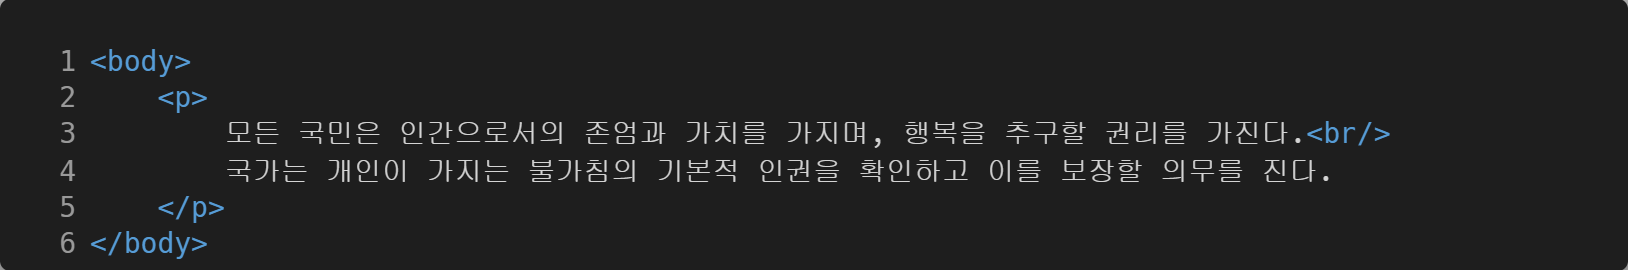 1 <body>
2 <p>
3 모든 국민은 인간으로서의 존엄과 가치를 가지며, 행복을 추구할 권리를 가진다.<br/>
4 국가는 개인이 가지는 불가침의 기본적 인권을 확인하고 이를 보장할 의무를 진다.
5 </p>
6 </body>